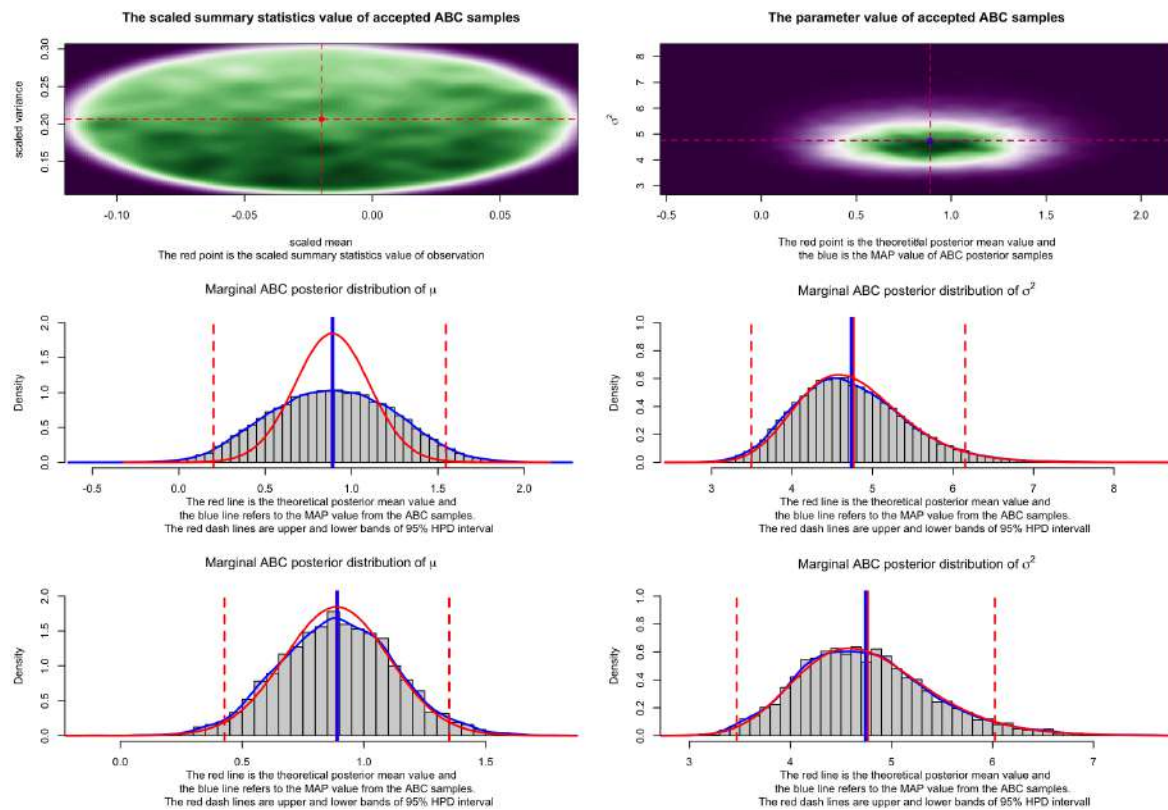 The scaled summary statistics value of accepted ABC samples
scaled variance
0.30
0.25
0.20
0.15
-0.10
-0.05
0.00
0.05
scaled mean
The red point is the scaled summary statistics value of observation
The parameter value of accepted ABC samples
σ²
8
7
6
5
4
3
-0.5
0.0
0.5
1.0
1.5
2.0
The red point is the theoretitial posterior mean value and
the blue is the MAP value of ABC posterior samples
Marginal ABC posterior distribution of μ
Density
2.0
1.5
1.0
0.5
0.0
-0.5
0.0
0.5
1.0
1.5
2.0
The red line is the theoretical posterior mean value and
the blue line refers to the MAP value from the ABC samples.
The red dash lines are upper and lower bands of 95% HPD interval
Marginal ABC posterior distribution of σ²
Density
1.0
0.8
0.6
0.4
0.2
0.0
3
4
5
6
7
8
The red line is the theoretical posterior mean value and
the blue line refers to the MAP value from the ABC samples.
The red dash lines are upper and lower bands of 95% HPD intervall
Marginal ABC posterior distribution of μ
Density
2.0
1.5
1.0
0.5
0.0
0.0
0.5
1.0
1.5
The red line is the theoretical posterior mean value and
the blue line refers to the MAP value from the ABC samples.
The red dash lines are upper and lower bands of 95% HPD interval
Marginal ABC posterior distribution of σ²
Density
1.0
0.8
0.6
0.4
0.2
0.0
3
4
5
6
7
The red line is the theoretical posterior mean value and
the blue line refers to the MAP value from the ABC samples.
The red dash lines are upper and lower bands of 95% HPD interval